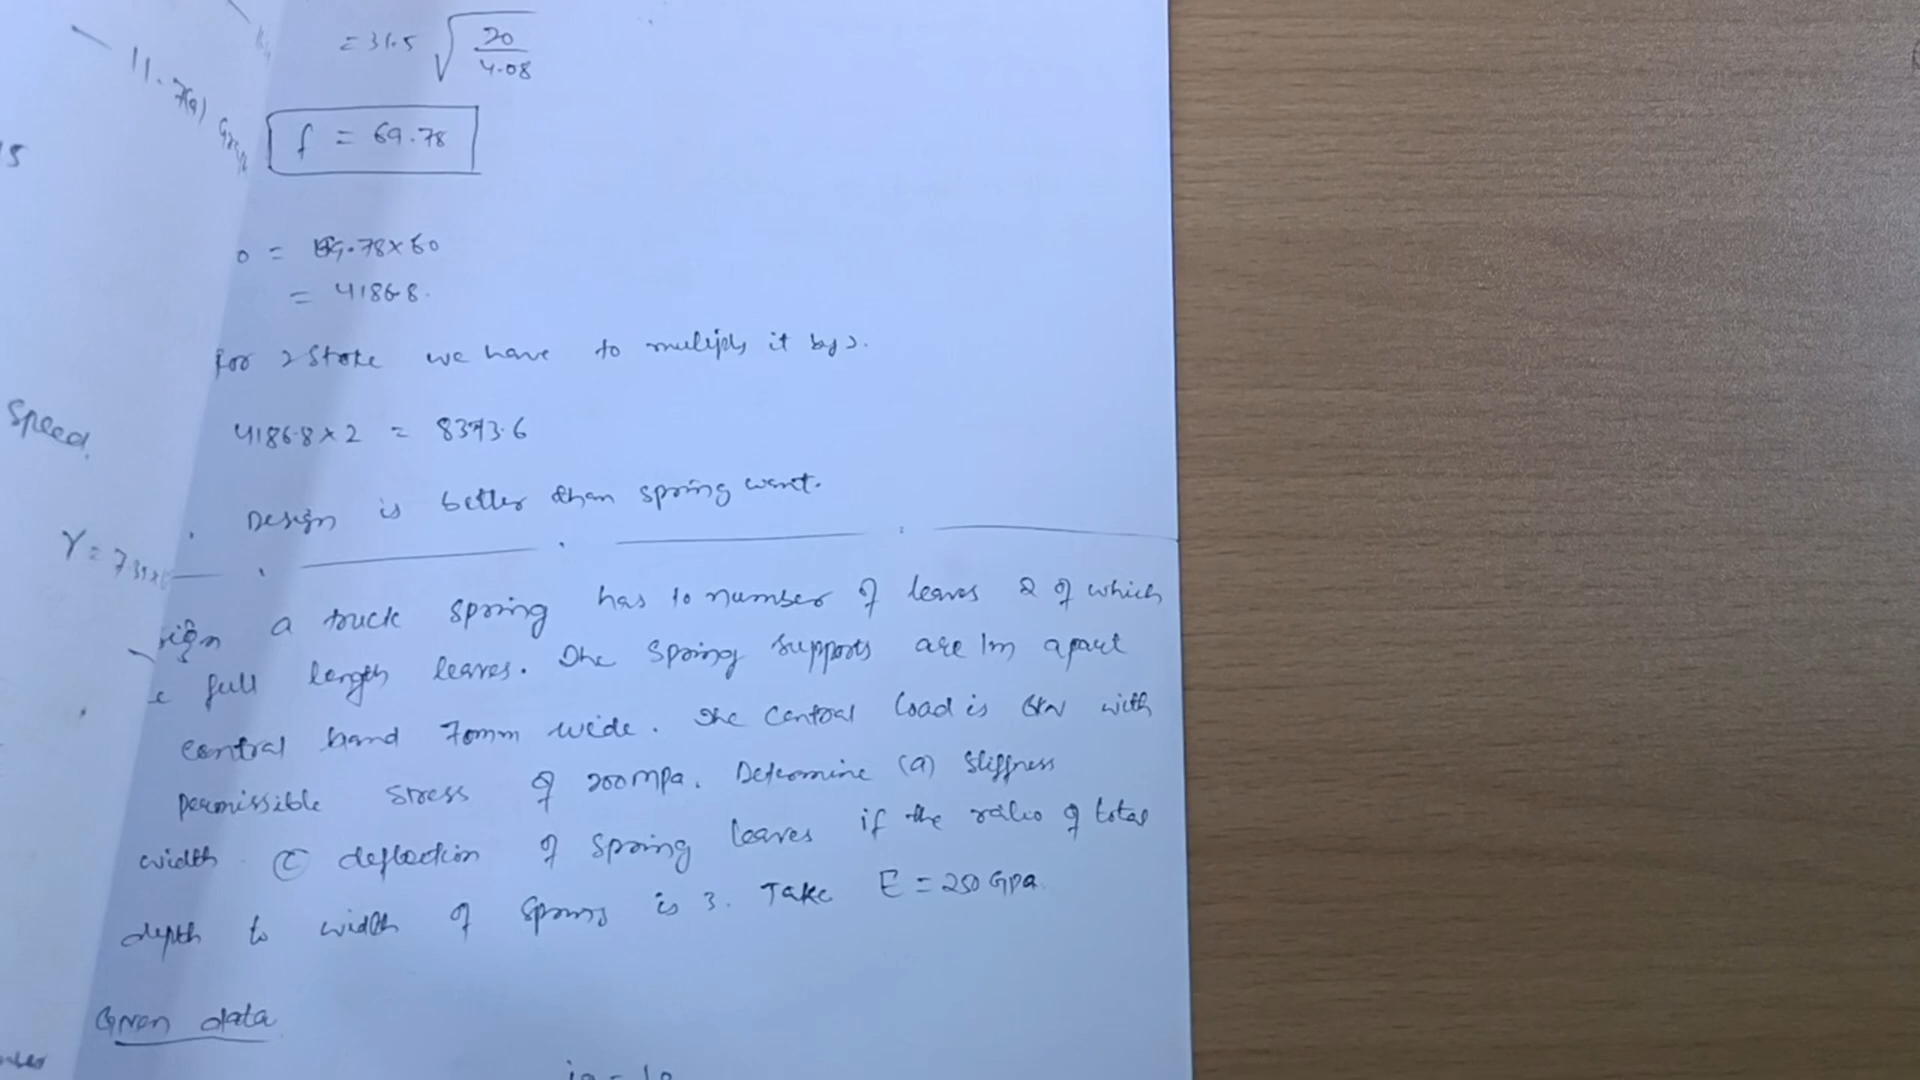 = 31.5 √ 20 / 4.08
11.7(a)
f = 69.78
= 69.78×60
= 4186.8.
For 2 Stoke we have to multiply it by 2.
4186.8×2 = 8373.6
Speed.
Design is better than spring want.
a truck spring has 10 number of leaves 2 of which
full length leaves. The spring supports are 1m apart
central band 70mm wide. The central load is 6kN with
permissible stress of 200mpa. Determine (a) Stiffness
width (c) deflection of spring leaves if the ratio of total
depth to width of spring is 3. Take E = 250 Gpa.
Given data